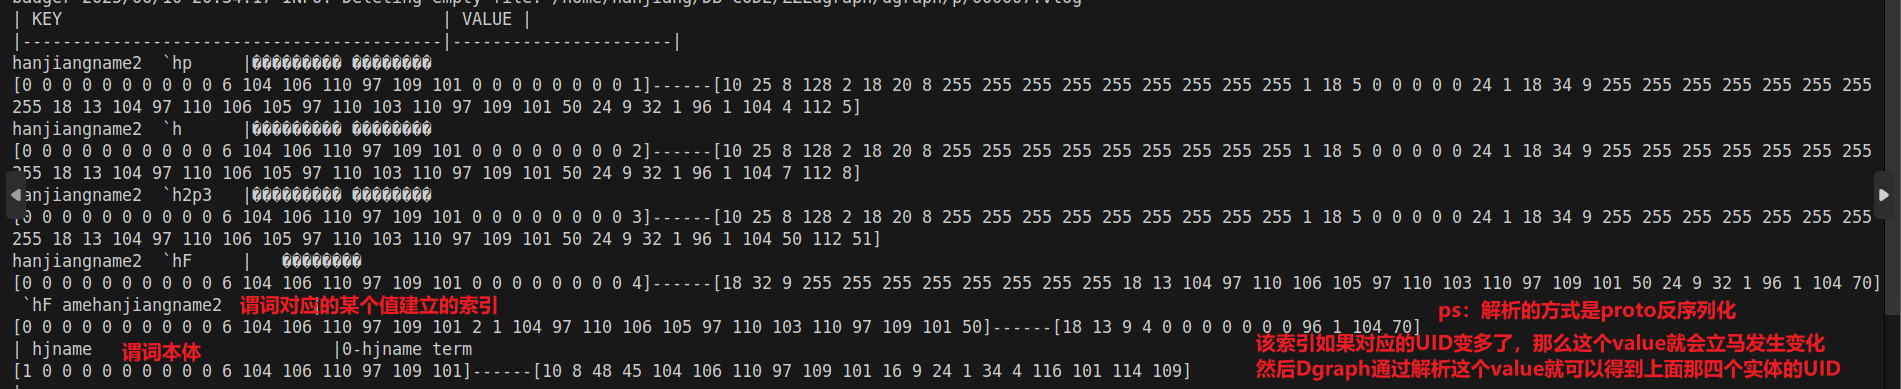 badger 2023/06/10 20:54:17 INFO: Deleting empty file: /home/hanjiang/DB-CODE/
| KEY | VALUE |
|------------------------------------------|----------------------|
hanjiangname2 `hp |����������� ��������
[0 0 0 0 0 0 0 0 0 0 6 104 106 110 97 109 101 0 0 0 0 0 0 0 0 1]------[10 25 8 128 2 18 20 8 255 255 255 255 255 255 255 255 255 1 18 5 0 0 0 0 0 24 1 18 34 9 255 255 255 255 255 255 255
255 18 13 104 97 110 106 105 97 110 103 110 97 109 101 50 24 9 32 1 96 1 104 4 112 5]
hanjiangname2 `h |����������� ��������
[0 0 0 0 0 0 0 0 0 0 6 104 106 110 97 109 101 0 0 0 0 0 0 0 0 2]------[10 25 8 128 2 18 20 8 255 255 255 255 255 255 255 255 255 1 18 5 0 0 0 0 0 24 1 18 34 9 255 255 255 255 255 255 255
255 18 13 104 97 110 106 105 97 110 103 110 97 109 101 50 24 9 32 1 96 1 104 7 112 8]
hanjiangname2 `h2p3 |����������� ��������
[0 0 0 0 0 0 0 0 0 0 6 104 106 110 97 109 101 0 0 0 0 0 0 0 0 3]------[10 25 8 128 2 18 20 8 255 255 255 255 255 255 255 255 255 1 18 5 0 0 0 0 0 24 1 18 34 9 255 255 255 255 255 255 255
255 18 13 104 97 110 106 105 97 110 103 110 97 109 101 50 24 9 32 1 96 1 104 50 112 51]
hanjiangname2 `hF | ��������
[0 0 0 0 0 0 0 0 0 0 6 104 106 110 97 109 101 0 0 0 0 0 0 0 0 4]------[18 32 9 255 255 255 255 255 255 255 255 18 13 104 97 110 106 105 97 110 103 110 97 109 101 50 24 9 32 1 96 1 104 70]
`hF amehanjiangname2 谓词对应的某个值建立的索引
ps：解析的方式是proto反序列化
[0 0 0 0 0 0 0 0 0 0 6 104 106 110 97 109 101 2 1 104 97 110 106 105 97 110 103 110 97 109 101 50]------[18 13 9 4 0 0 0 0 0 0 0 96 1 104 70]
| hjname 谓词本体 |0-hjname term
该索引如果对应的UID变多了，那么这个value就会立马发生变化
然后Dgraph通过解析这个value就可以得到上面那四个实体的UID
[1 0 0 0 0 0 0 0 0 0 6 104 106 110 97 109 101]------[10 8 48 45 104 106 110 97 109 101 16 9 24 1 34 4 116 101 114 109]